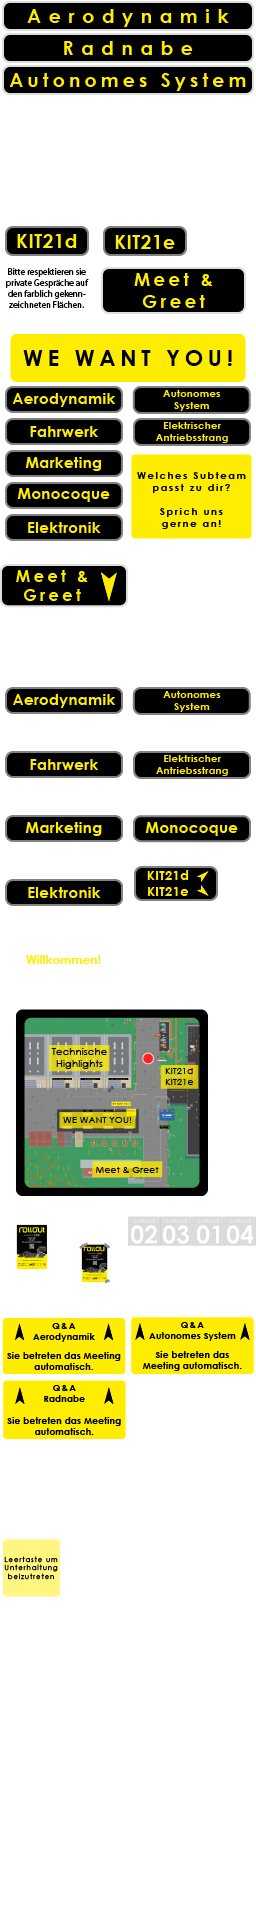 Aerodynamik
Radnabe
Autonomes System
KIT21d
KIT21e
Bitte respektieren sie
private Gespräche auf
den farblich gekenn-
zeichneten Flächen.
Meet &
Greet
WE WANT YOU!
Aerodynamik
Autonomes
System
Fahrwerk
Elektrischer
Antriebsstrang
Marketing
Monocoque
Elektronik
Welches Subteam
passt zu dir?
Sprich uns
gerne an!
Meet &
Greet
Aerodynamik
Autonomes
System
Fahrwerk
Elektrischer
Antriebsstrang
Marketing
Monocoque
Elektronik
KIT21d
KIT21e
Willkommen!
Technische
Highlights
KIT21d
KIT21e
WE WANT YOU!
Meet & Greet
rollout
rollout
02 03 01 04
Q&A
Aerodynamik
Sie betreten das Meeting
automatisch.
Q&A
Autonomes System
Sie betreten das
Meeting automatisch.
Q&A
Radnabe
Sie betreten das Meeting
automatisch.
Leertaste um
Unterhaltung
beizutreten